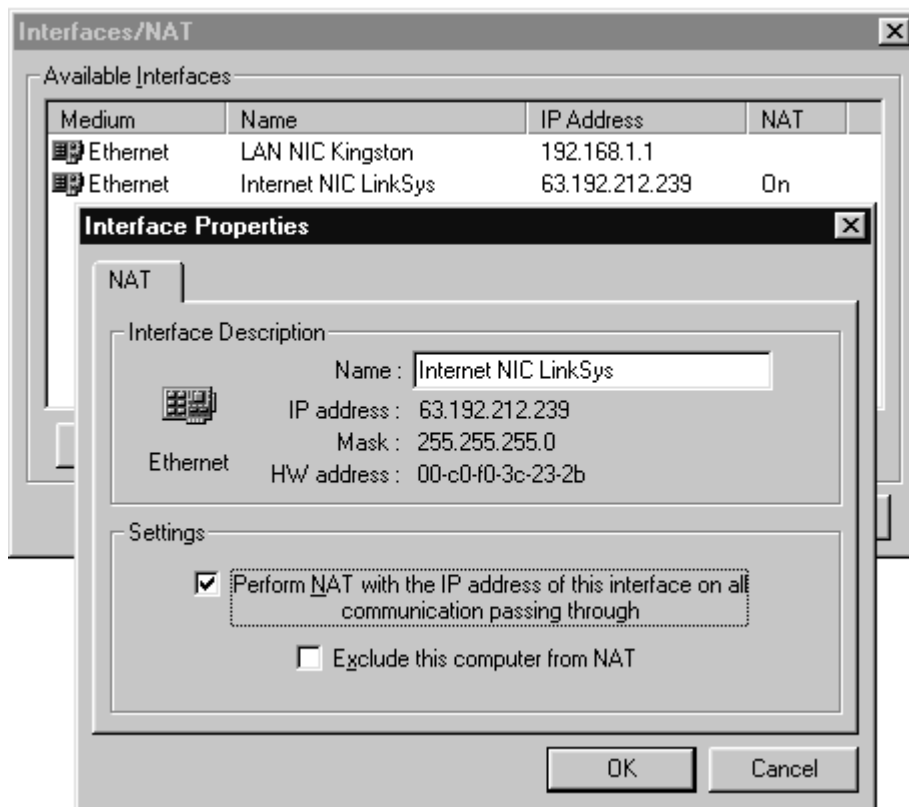 Interfaces/NAT
Available Interfaces
Medium Name IP Address NAT
Ethernet LAN NIC Kingston 192.168.1.1
Ethernet Internet NIC LinkSys 63.192.212.239 On
Interface Properties
NAT
Interface Description
Name : Internet NIC LinkSys
IP address : 63.192.212.239
Mask : 255.255.255.0
Ethernet
HW address : 00-c0-f0-3c-23-2b
Settings
Perform NAT with the IP address of this interface on all
communication passing through
Exclude this computer from NAT
OK Cancel